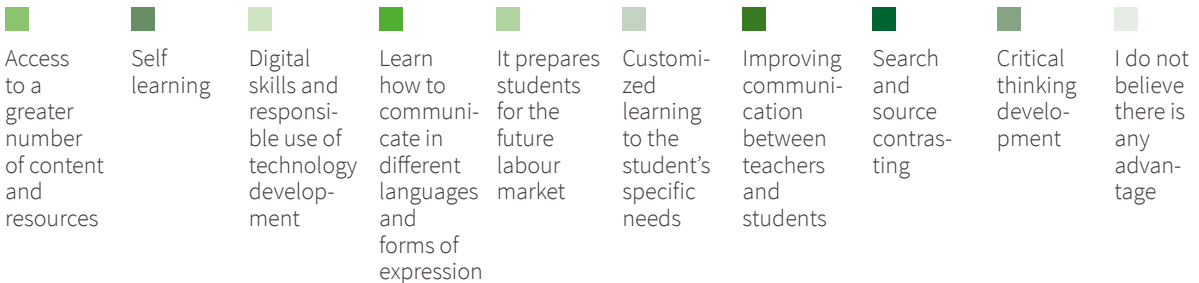 Access
to a
greater
number
of content
and
resources
Self
learning
Digital
skills and
responsi-
ble use of
technology
develop-
ment
Learn
how to
communi-
cate in
different
languages
and
forms of
expression
It prepares
students
for the
future
labour
market
Customi-
zed
learning
to the
student’s
specific
needs
Improving
communi-
cation
between
teachers
and
students
Search
and
source
contras-
ting
Critical
thinking
develo-
pment
I do not
believe
there is
any
advan-
tage